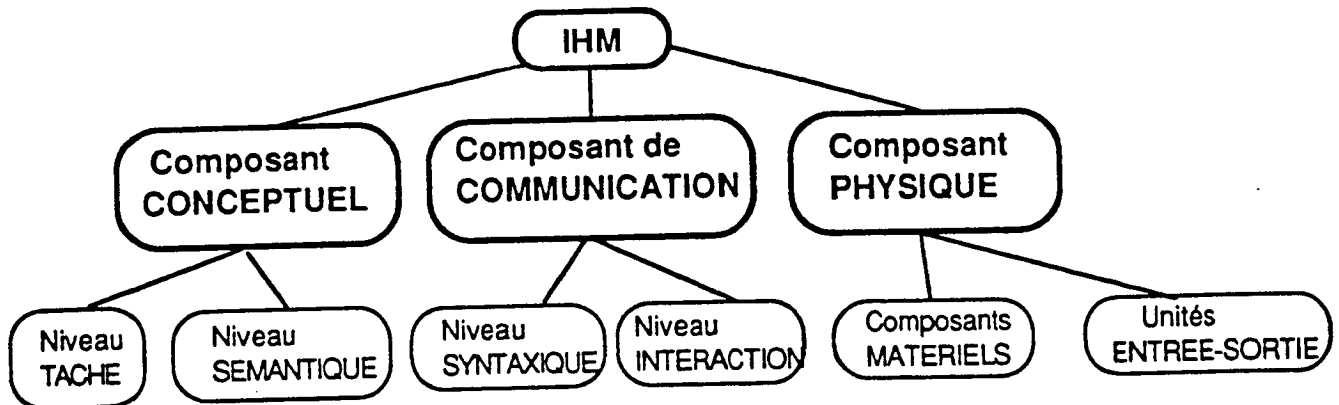 IHM
Composant
CONCEPTUEL
Composant de
COMMUNICATION
Composant
PHYSIQUE
Niveau
TACHE
Niveau
SEMANTIQUE
Niveau
SYNTAXIQUE
Niveau
INTERACTION
Composants
MATERIELS
Unités
ENTREE-SORTIE